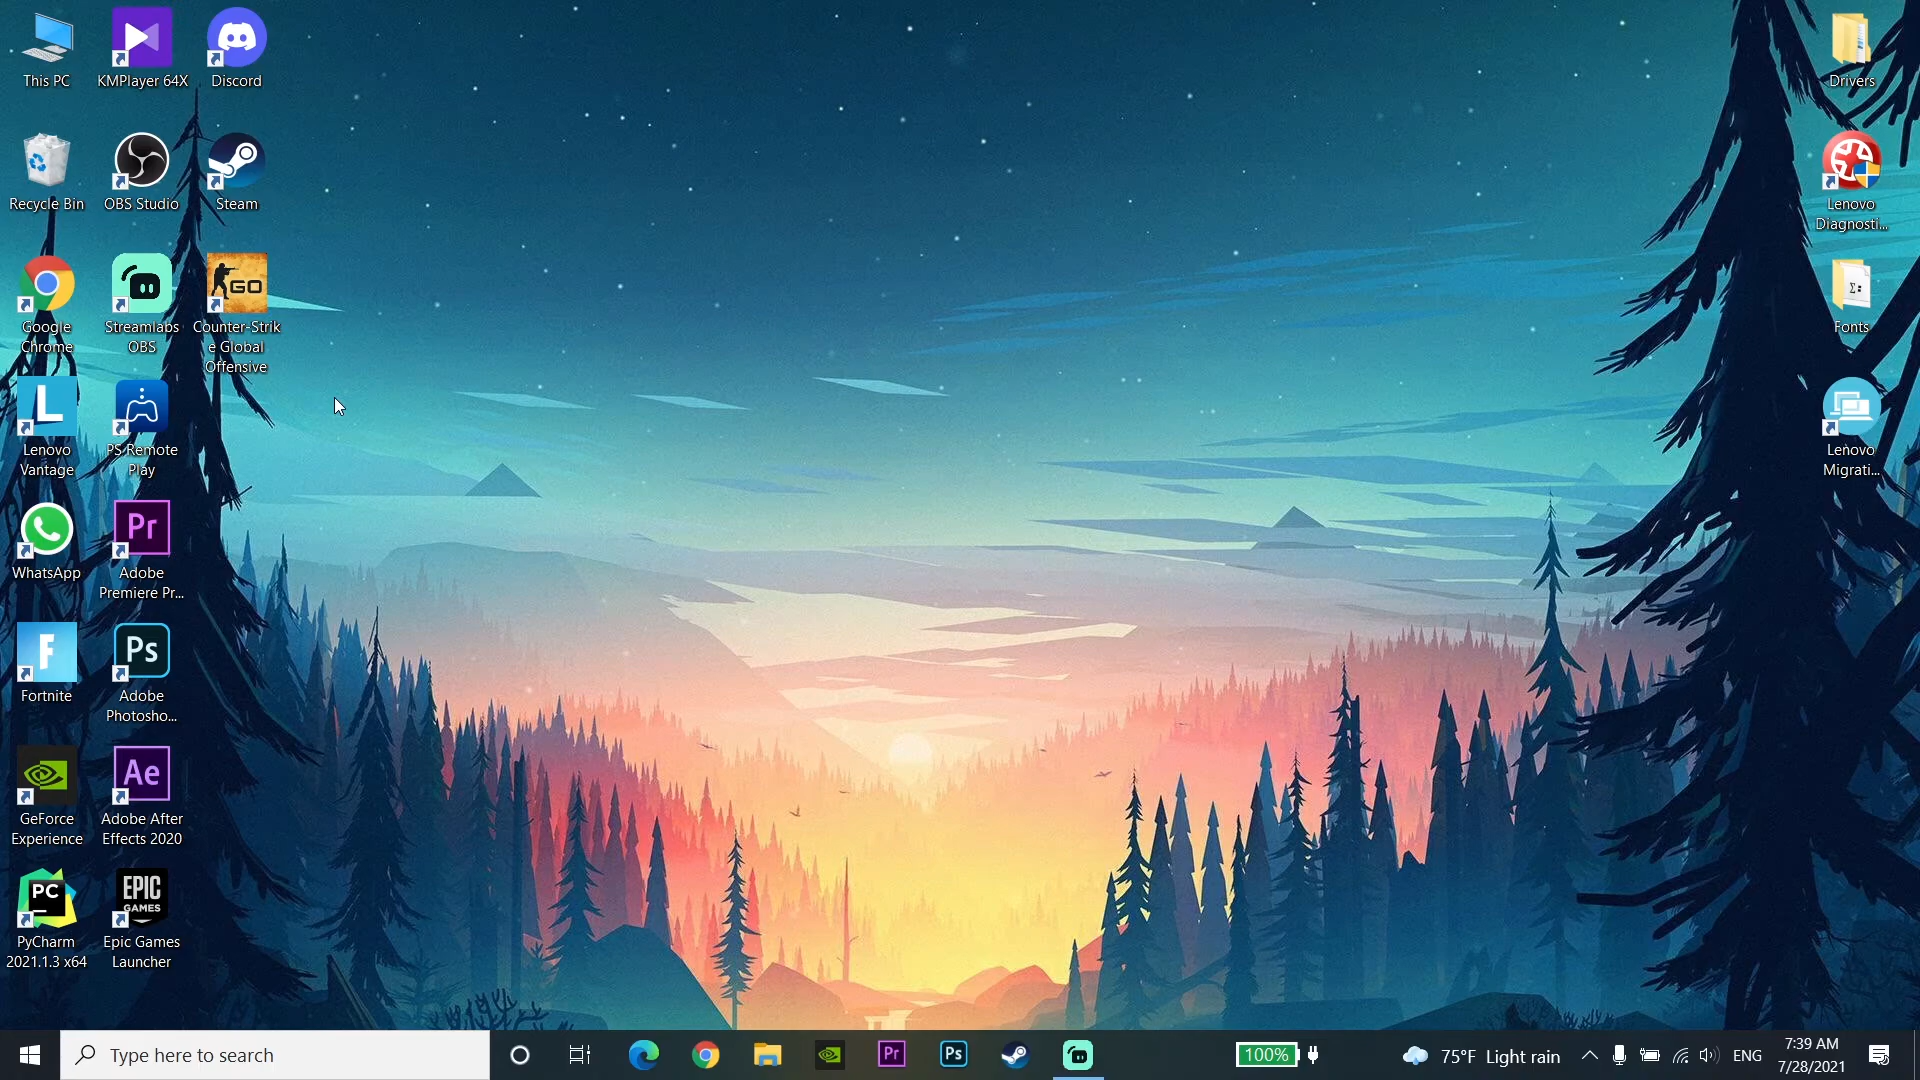 This PC
KMPlayer 64X
Discord
Drivers
Recycle Bin
OBS Studio
Steam
Lenovo
Diagnosti...
Google
Chrome
Streamlabs
OBS
GO
Counter-Strik
e Global
Offensive
Fonts
L
Lenovo
Vantage
PS Remote
Play
Lenovo
Migrati...
WhatsApp
Pr
Adobe
Premiere Pr...
F
Fortnite
Ps
Adobe
Photosho...
GeForce
Experience
Ae
Adobe After
Effects 2020
PC
PyCharm
2021.1.3 x64
EPIC
GAMES
Epic Games
Launcher
Type here to search
Pr
Ps
100%
75°F Light rain
ENG
7:39 AM
7/28/2021